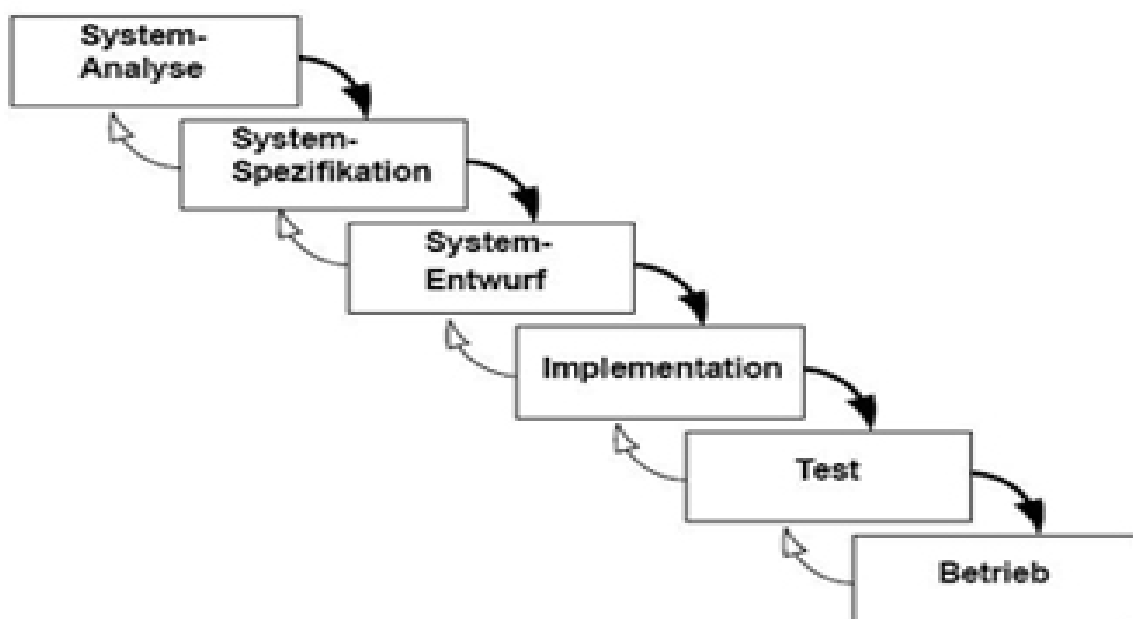 System-
Analyse
System-
Spezifikation
System-
Entwurf
Implementation
Test
Betrieb